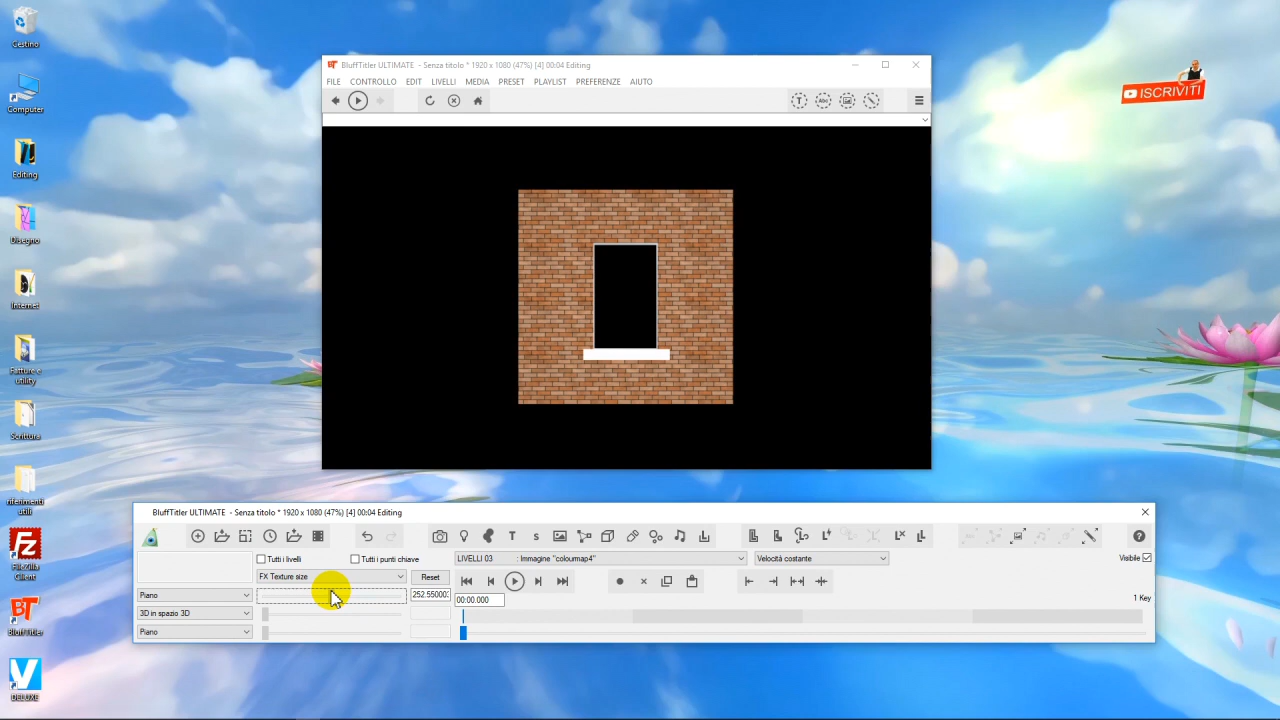 Cestino
Computer
Editing
Disegno
Internet
Fatture e
utility
Scrittura
riferimenti
utili
FileZilla
Client
BluffTitler
DELUXE
ISCRIVITI
BluffTitler ULTIMATE - Senza titolo * 1920 x 1080 (47%) [4] 00:04 Editing
FILE CONTROLLO EDIT LIVELLI MEDIA PRESET PLAYLIST PREFERENZE AIUTO
BluffTitler ULTIMATE - Senza titolo * 1920 x 1080 (47%) [4] 00:04 Editing
Tutti i livelli Tutti i punti chiave LIVELLI 03 : Immagine "colourmap4" Velocità costante Visibile
FX Texture size Reset
Piano 252.550003 00:00.000 1 Key
3D in spazio 3D
Piano